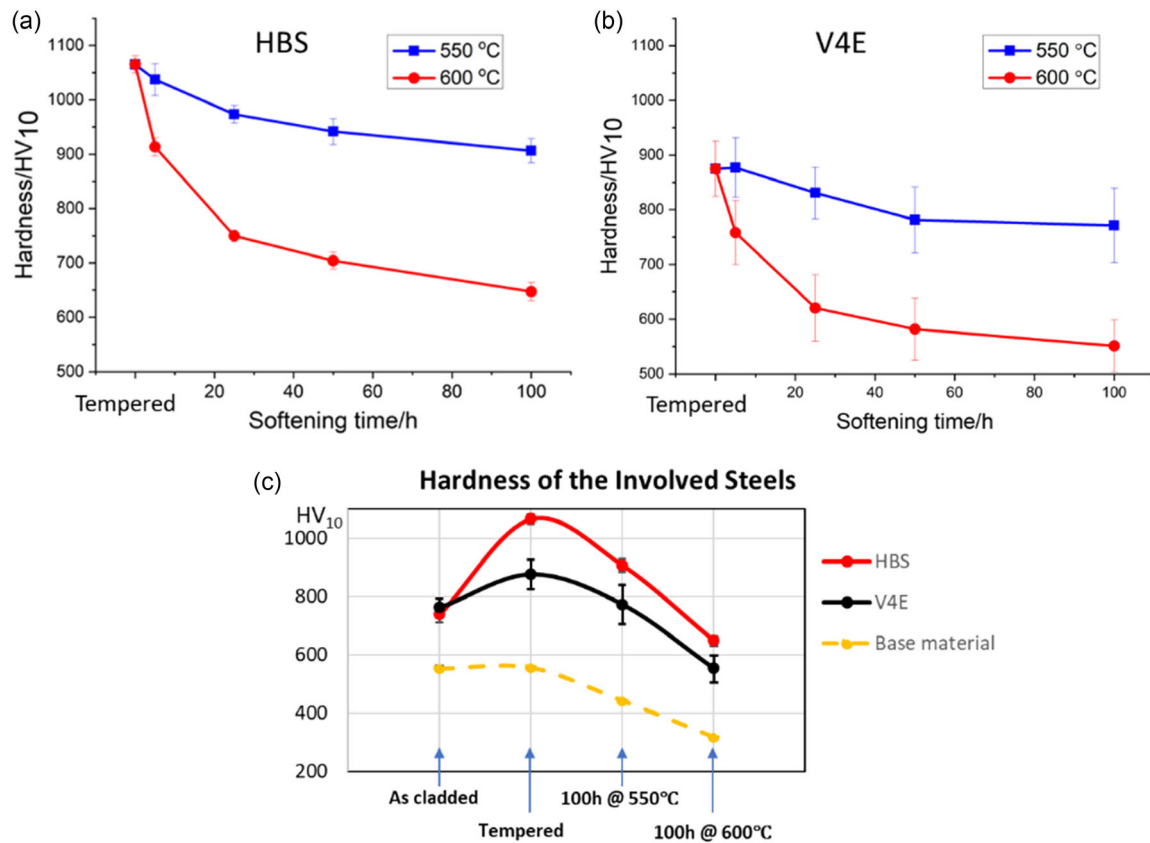 (a)
HBS
550 °C
600 °C
1100
1000
900
800
700
600
500
Hardness/HV10
0
20
40
60
80
100
Tempered
Softening time/h
(b)
V4E
550 °C
600 °C
1100
1000
900
800
700
600
500
Hardness/HV10
0
20
40
60
80
100
Tempered
Softening time/h
(c)
Hardness of the Involved Steels
HV10
1000
800
600
400
200
HBS
V4E
Base material
As cladded
Tempered
100h @ 550℃
100h @ 600℃